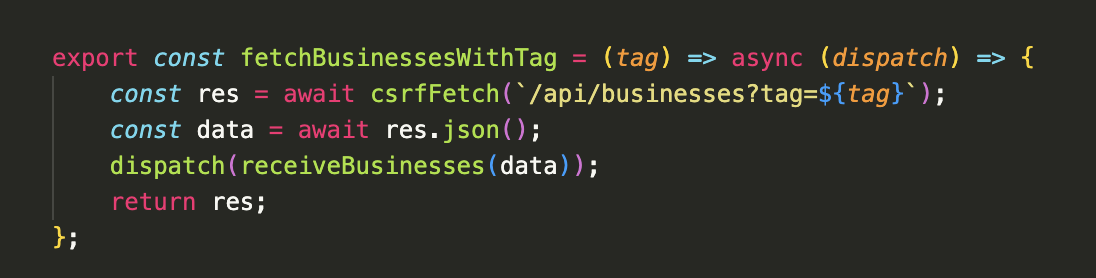 export const fetchBusinessesWithTag = (tag) => async (dispatch) => {
    const res = await csrfFetch(`/api/businesses?tag=${tag}`);
    const data = await res.json();
    dispatch(receiveBusinesses(data));
    return res;
};